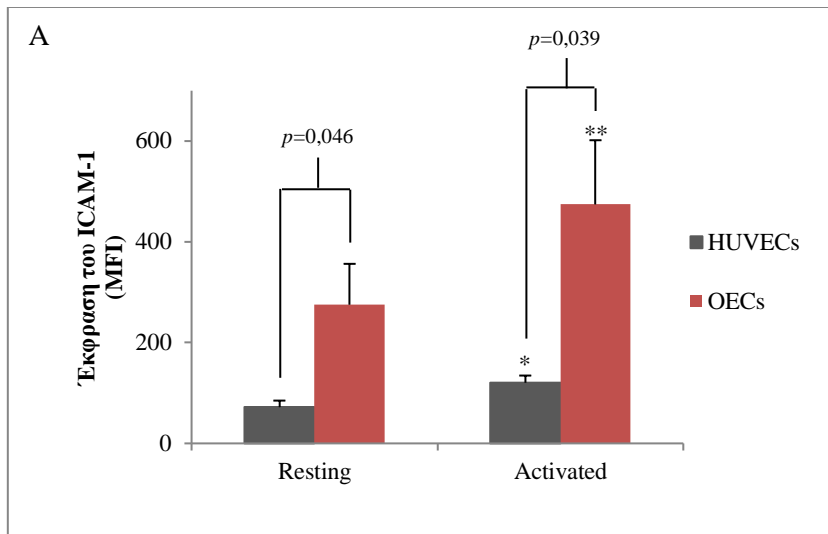 A
p=0,039
p=0,046
**
*
Έκφραση του ICAM-1
(MFI)
600
400
200
0
Resting
Activated
HUVECs
OECs